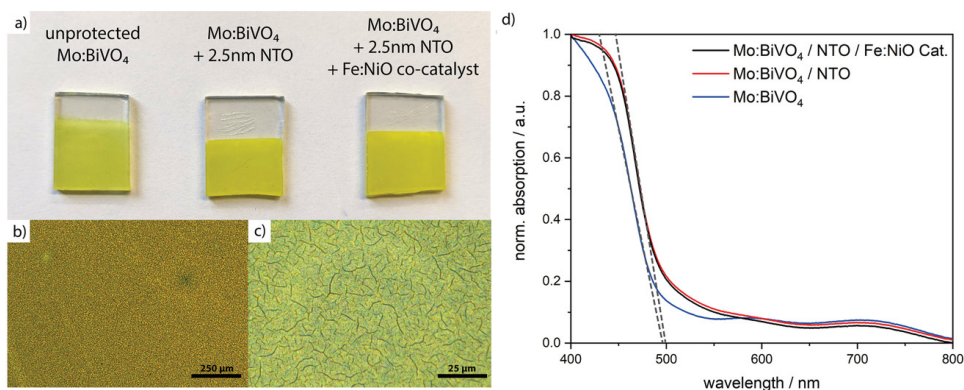 a)
unprotected
Mo:BiVO₄
Mo:BiVO₄
+ 2.5nm NTO
Mo:BiVO₄
+ 2.5nm NTO
+ Fe:NiO co-catalyst
b)
250 µm
c)
25 µm
d)
Mo:BiVO₄ / NTO / Fe:NiO Cat.
Mo:BiVO₄ / NTO
Mo:BiVO₄
norm. absorption / a.u.
1.0
0.8
0.6
0.4
0.2
0.0
400
500
600
700
800
wavelength / nm